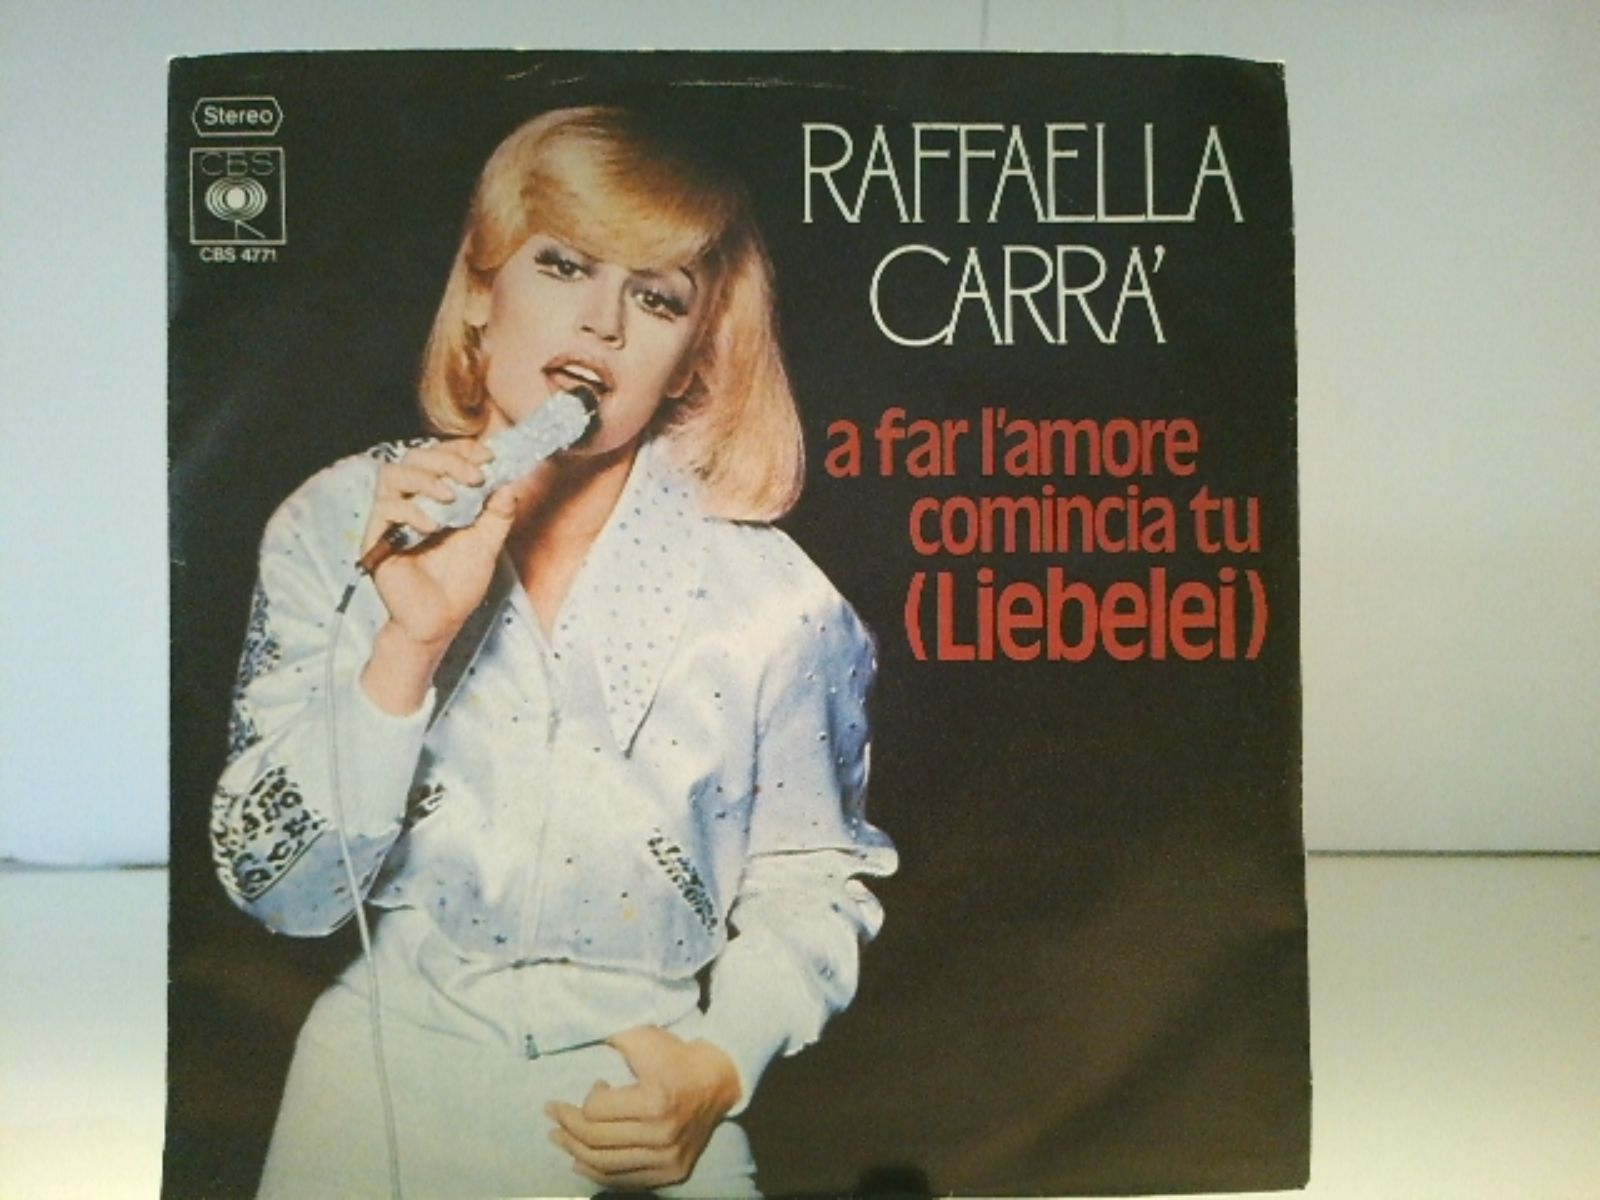 Stereo
CBS
CBS 4771
RAFFAELLA
CARRA'
a far l'amore
comincia tu
(Liebelei)